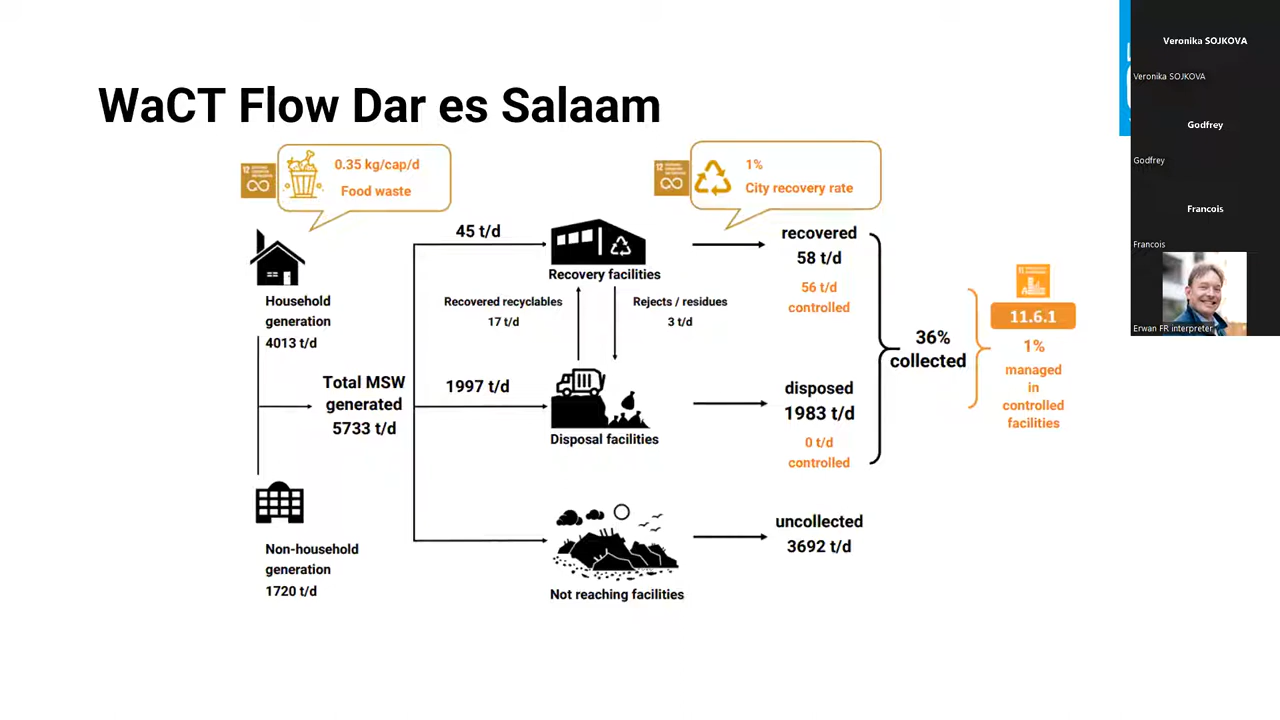 WaCT Flow Dar es Salaam
0.35 kg/cap/d
Food waste
1%
City recovery rate
Household
generation
4013 t/d
Total MSW
generated
5733 t/d
Non-household
generation
1720 t/d
45 t/d
Recovery facilities
Recovered recyclables
17 t/d
Rejects / residues
3 t/d
1997 t/d
Disposal facilities
Not reaching facilities
recovered
58 t/d
56 t/d
controlled
disposed
1983 t/d
0 t/d
controlled
uncollected
3692 t/d
36%
collected
11.6.1
1%
managed
in
controlled
facilities
Veronika SOJKOVA
Veronika SOJKOVA
Godfrey
Godfrey
Francois
Francois
Erwan FR interpreter